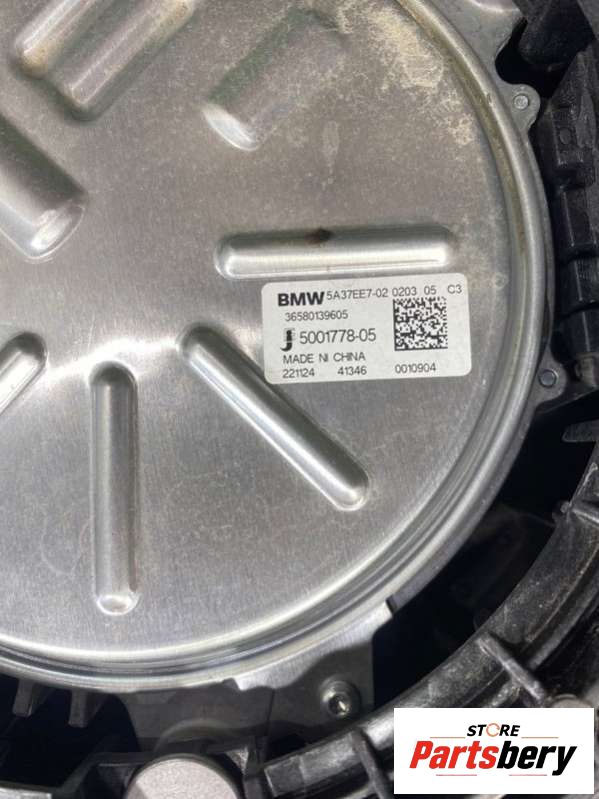 BMW 5A37EE7-02 0203 05 C3
36580139605
J 5001778-05
MADE NI CHINA
221124 41346 0010904
STORE
Partsbery